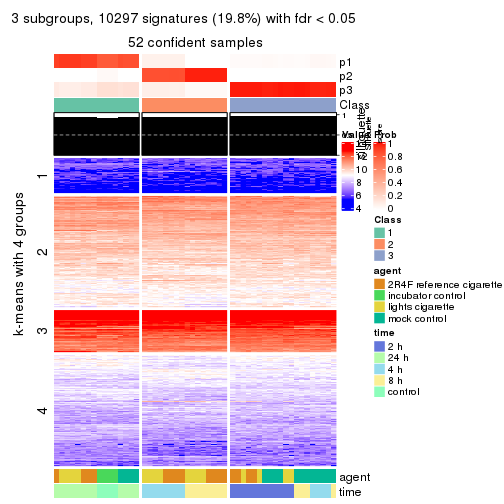 3 subgroups, 10297 signatures (19.8%) with fdr < 0.05
52 confident samples
p1
p2
p3
Class
1
Silhouette score
Value
12
10
8
6
4
Prob
1
0.8
0.6
0.4
0.2
0
Class
1
2
3
agent
2R4F reference cigarette
incubator control
lights cigarette
mock control
time
2 h
24 h
4 h
8 h
control
k-means with 4 groups
1
2
3
4
agent
time